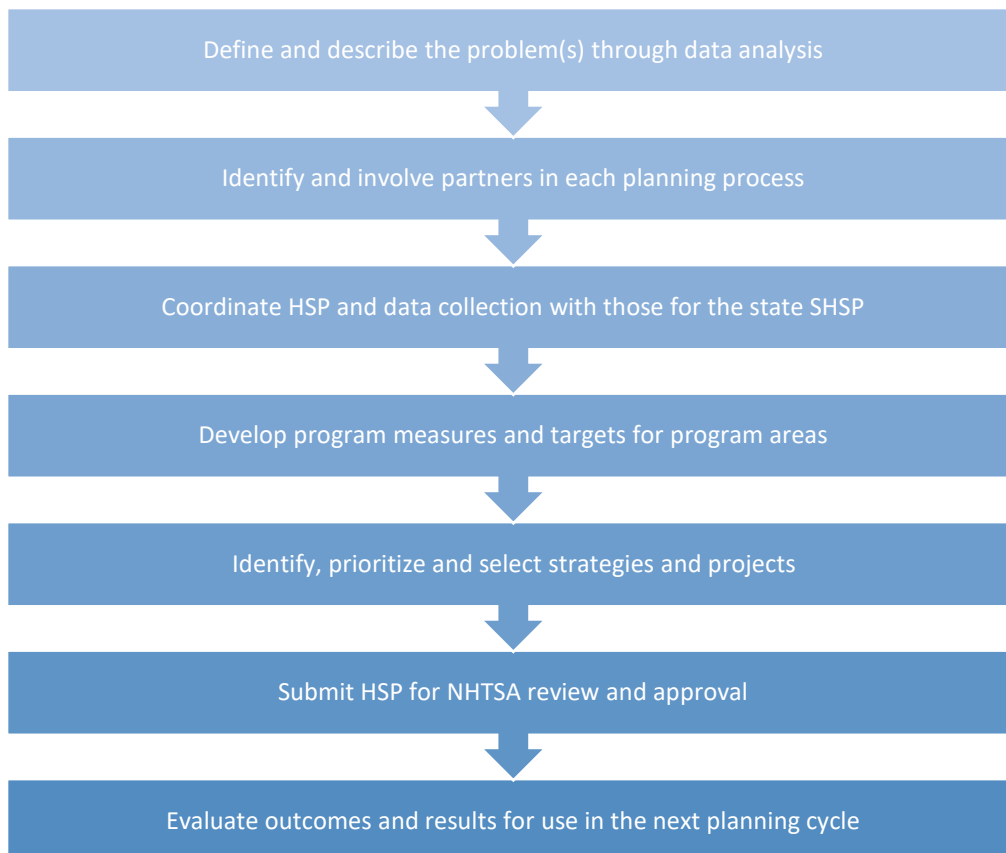 Define and describe the problem(s) through data analysis
Identify and involve partners in each planning process
Coordinate HSP and data collection with those for the state SHSP
Develop program measures and targets for program areas
Identify, prioritize and select strategies and projects
Submit HSP for NHTSA review and approval
Evaluate outcomes and results for use in the next planning cycle